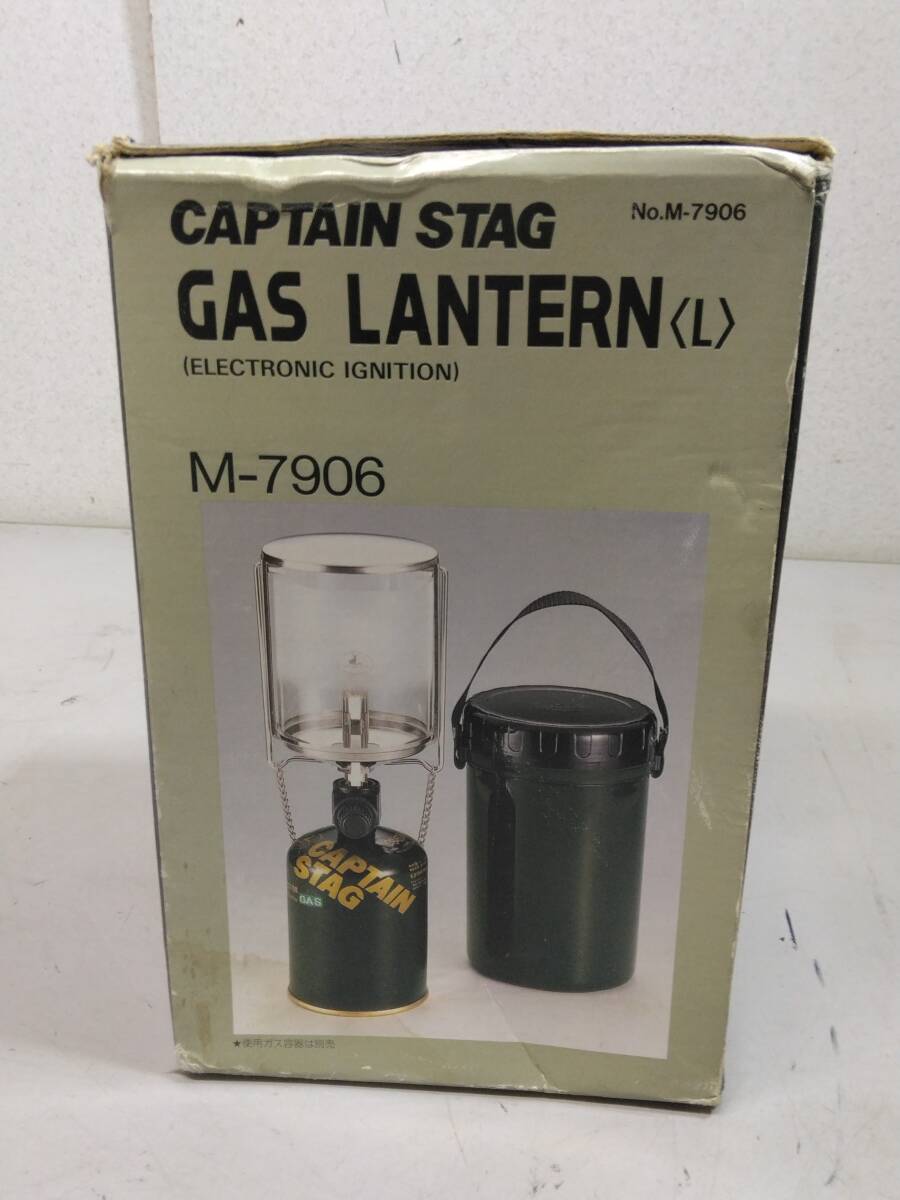 CAPTAIN STAG
No.M-7906
GAS LANTERN〈L〉
(ELECTRONIC IGNITION)
M-7906
CAPTAIN
STAG
GAS
★使用ガス容器は別売